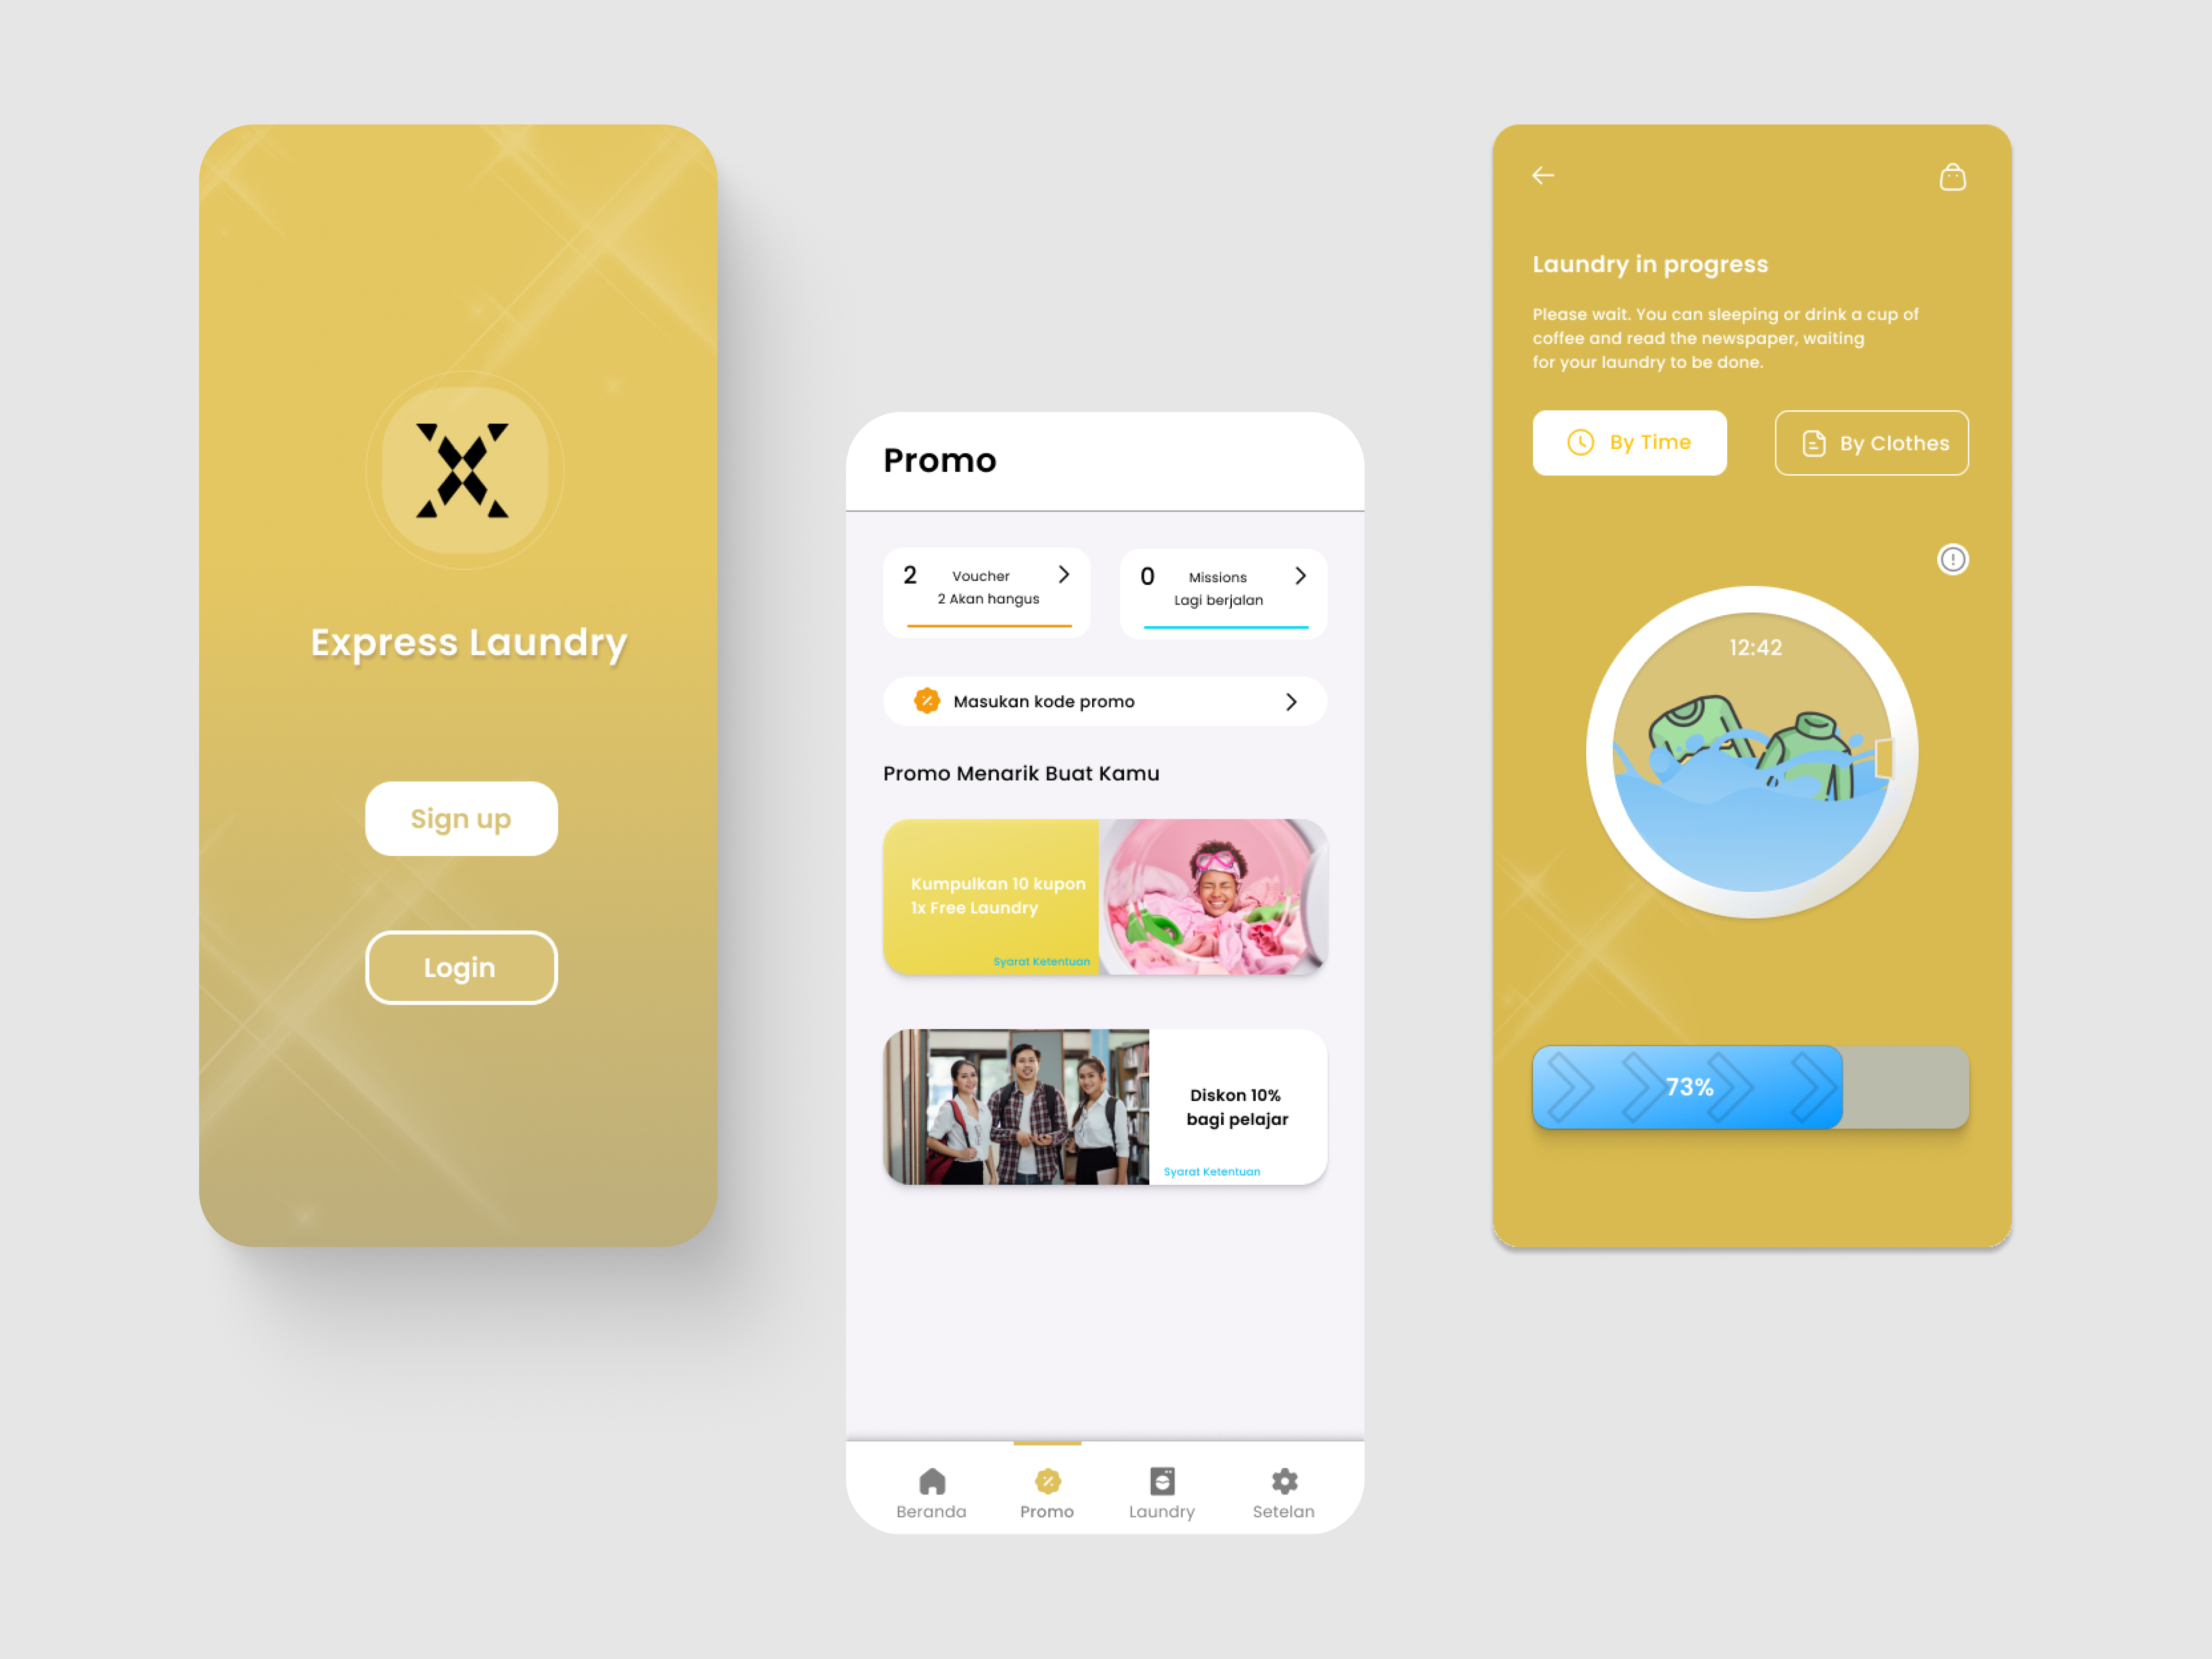 Express Laundry
Sign up
Login
Promo
2
Voucher
2 Akan hangus
0
Missions
Lagi berjalan
Masukan kode promo
Promo Menarik Buat Kamu
Kumpulkan 10 kupon
1x Free Laundry
Syarat Ketentuan
Diskon 10%
bagi pelajar
Syarat Ketentuan
Beranda
Promo
Laundry
Setelan
Laundry in progress
Please wait. You can sleeping or drink a cup of
coffee and read the newspaper, waiting
for your laundry to be done.
By Time
By Clothes
12:42
73%